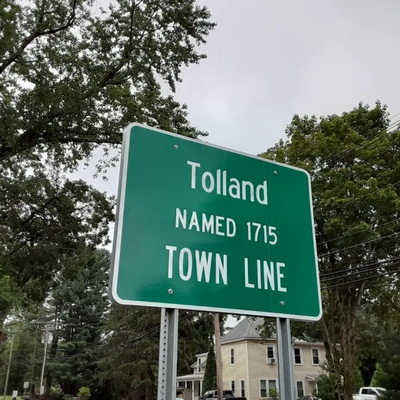 Tolland
NAMED 1715
TOWN LINE